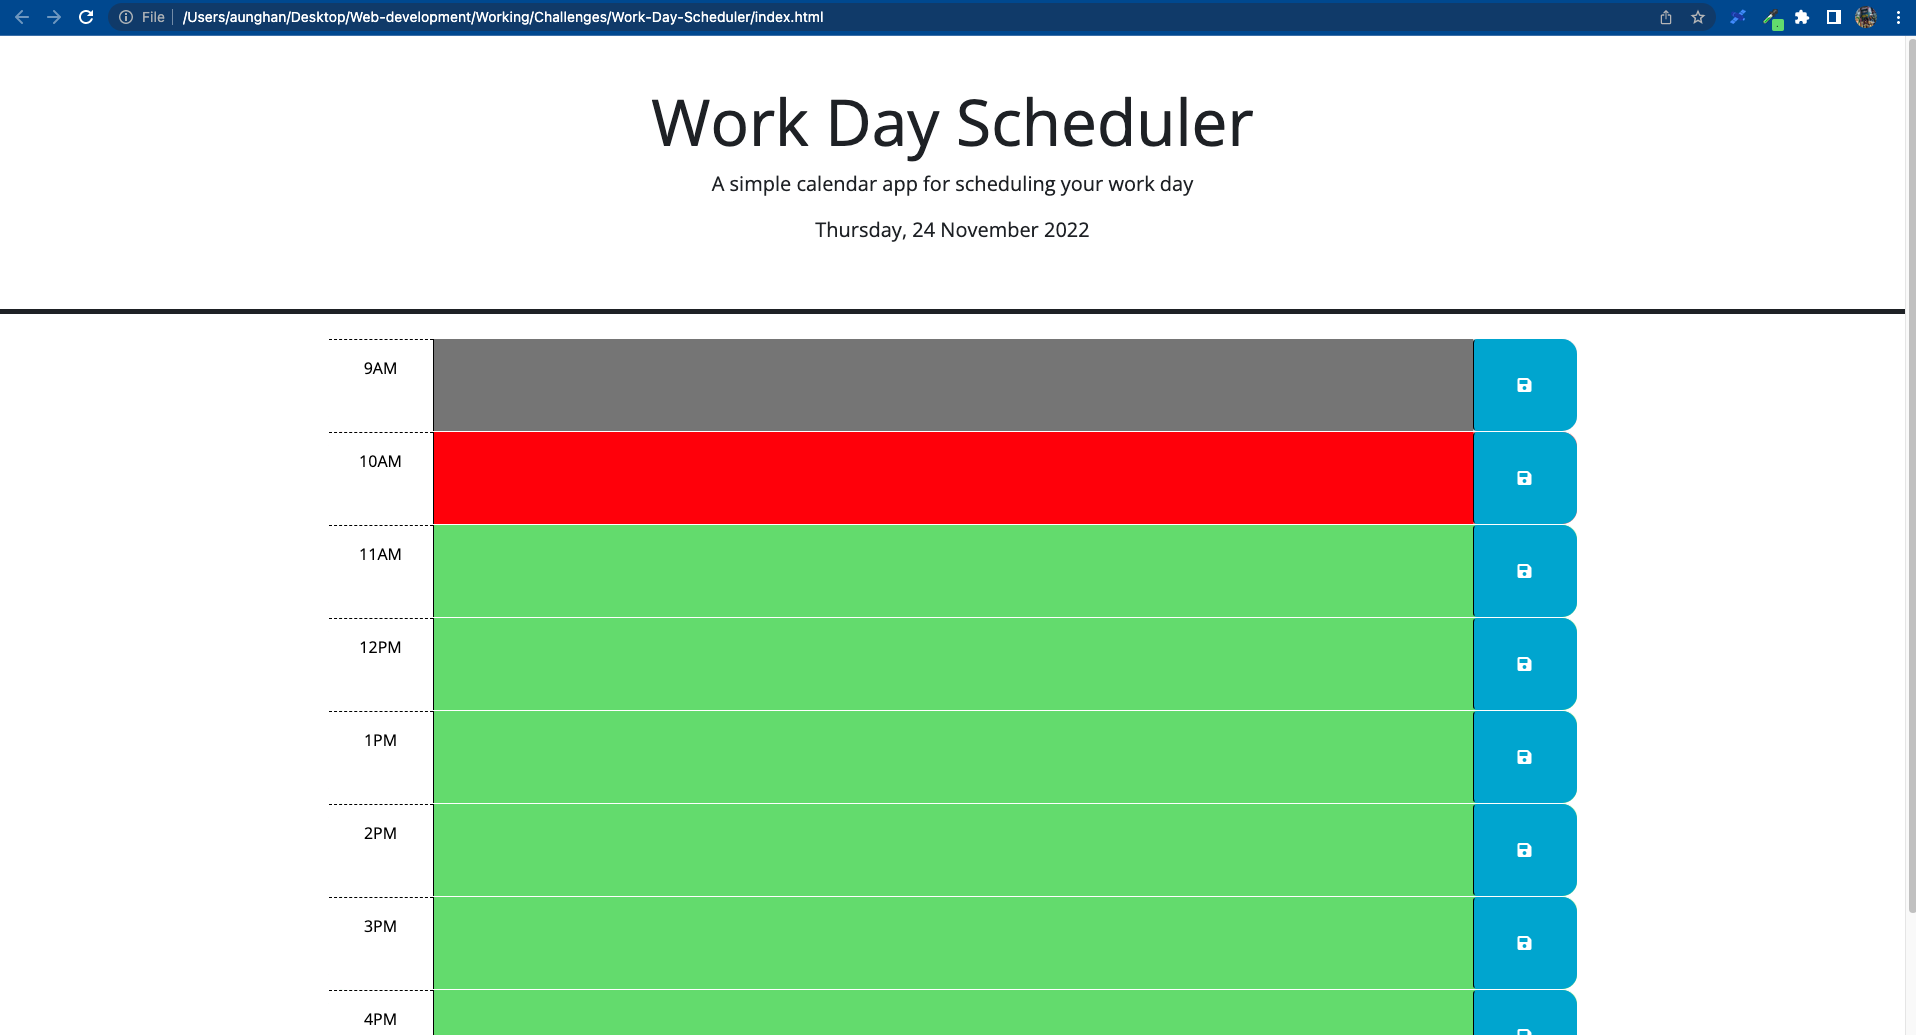 File /Users/aunghan/Desktop/Web-development/Working/Challenges/Work-Day-Scheduler/index.html
Work Day Scheduler
A simple calendar app for scheduling your work day
Thursday, 24 November 2022
9AM
10AM
11AM
12PM
1PM
2PM
3PM
4PM